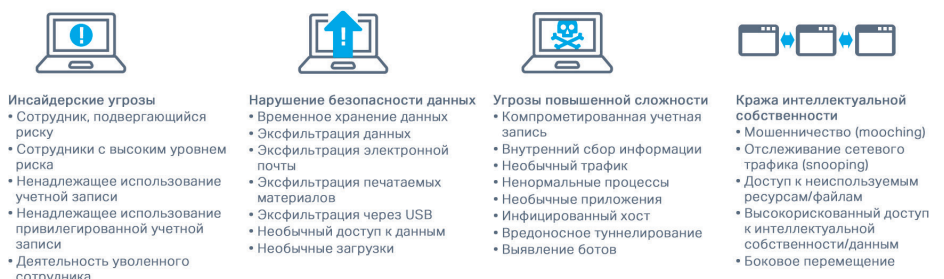 Инсайдерские угрозы
• Сотрудник, подвергающийся
риску
• Сотрудники с высоким уровнем
риска
• Ненадлежащее использование
учетной записи
• Ненадлежащее использование
привилегированной учетной
записи
• Деятельность уволенного
сотрудника
Нарушение безопасности данных
• Временное хранение данных
• Эксфильтрация данных
• Эксфильтрация электронной
почты
• Эксфильтрация печатаемых
материалов
• Эксфильтрация через USB
• Необычный доступ к данным
• Необычные загрузки
Угрозы повышенной сложности
• Компрометированная учетная
запись
• Внутренний сбор информации
• Необычный трафик
• Ненормальные процессы
• Необычные приложения
• Инфицированный хост
• Вредоносное туннелирование
• Выявление ботов
Кража интеллектуальной
собственности
• Мошенничество (mooching)
• Отслеживание сетевого
трафика (snooping)
• Доступ к неиспользуемым
ресурсам/файлам
• Высокорискованный доступ
к интеллектуальной
собственности/данным
• Боковое перемещение